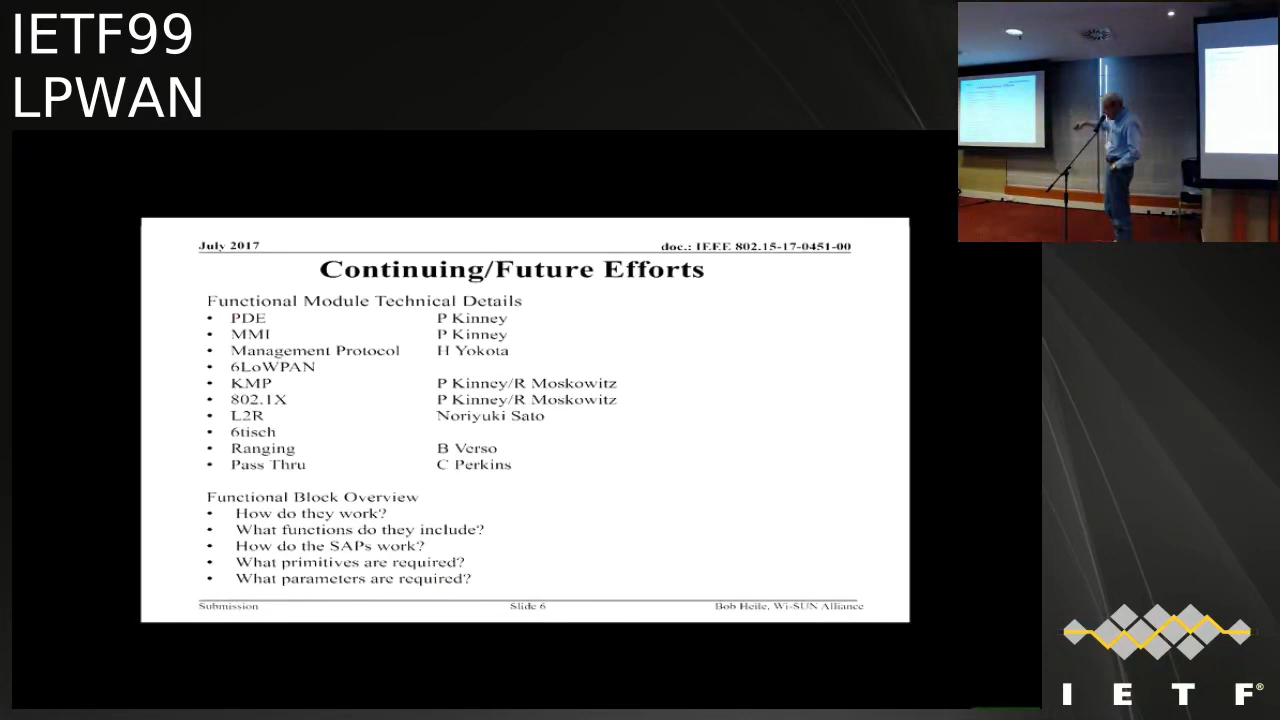 IETF99
LPWAN
July 2017 doc.: IEEE 802.15-17-0451-00
Continuing/Future Efforts
Functional Module Technical Details
• PDE P Kinney
• MMI P Kinney
• Management Protocol H Yokota
• 6LoWPAN
• KMP P Kinney/R Moskowitz
• 802.1X P Kinney/R Moskowitz
• L2R Noriyuki Sato
• 6tisch
• Ranging B Verso
• Pass Thru C Perkins
Functional Block Overview
• How do they work?
• What functions do they include?
• How do the SAPs work?
• What primitives are required?
• What parameters are required?
Submission Slide 6 Bob Heile, Wi-SUN Alliance
I E T F®